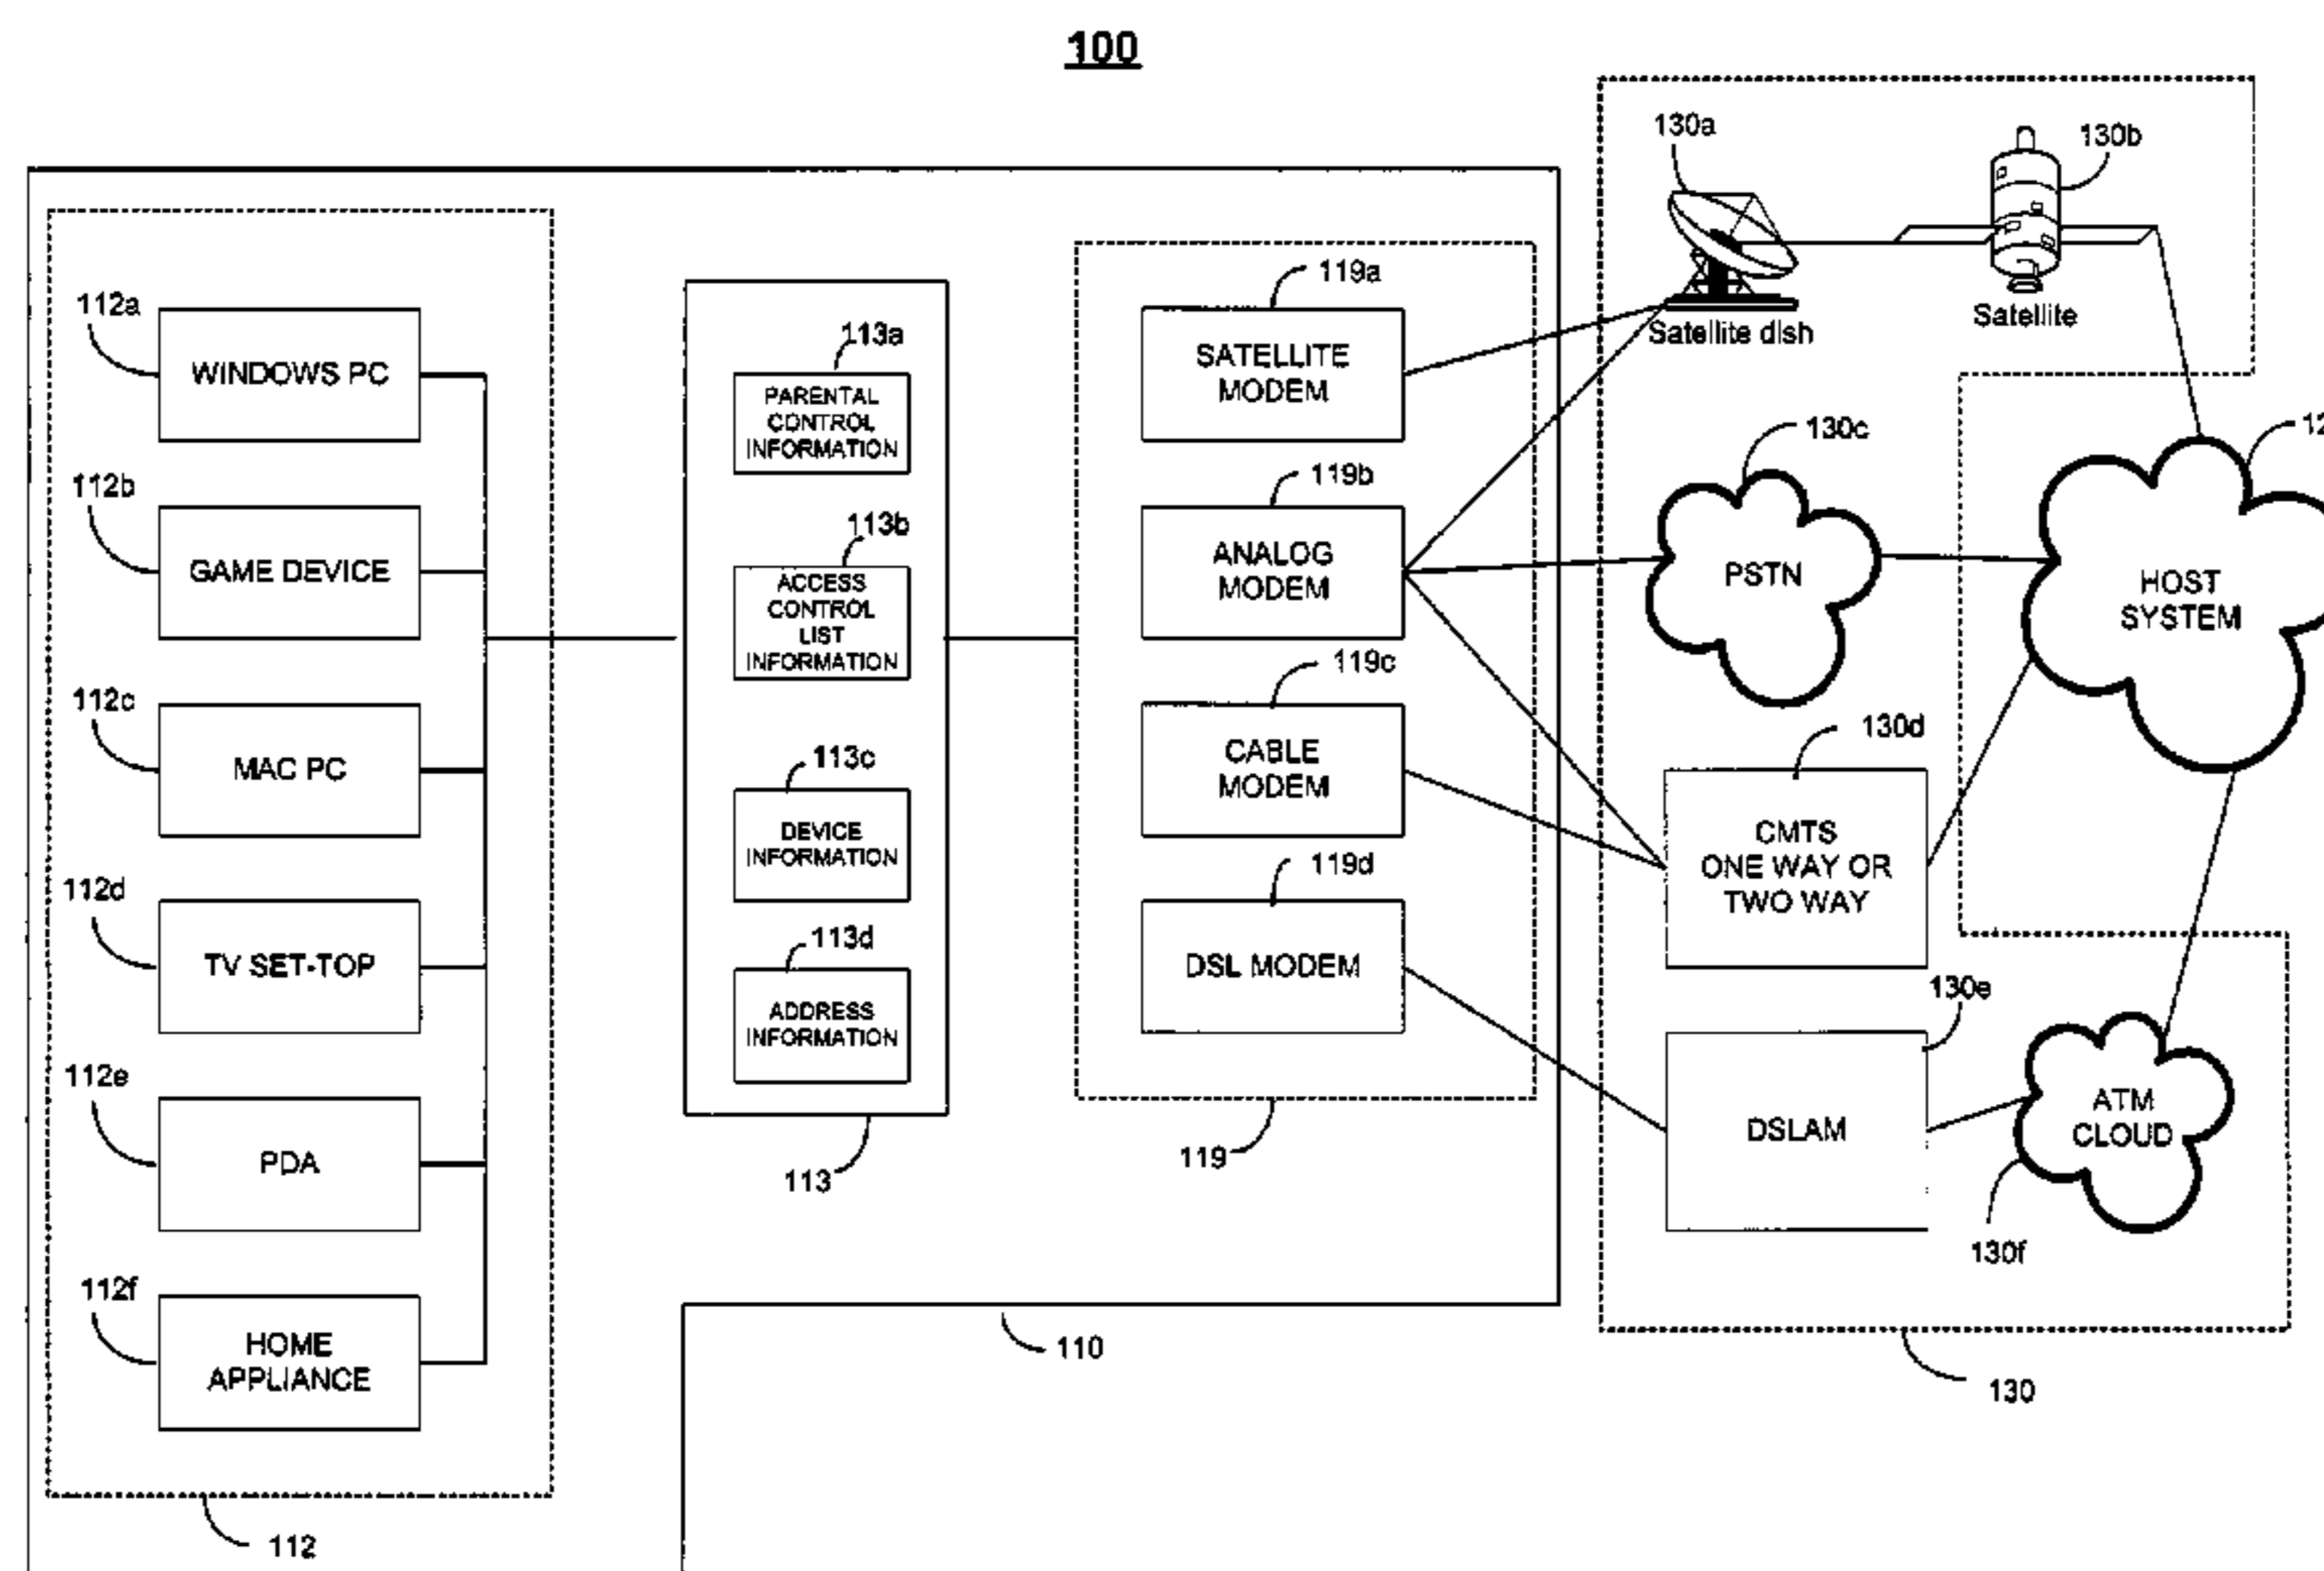 100
112a
WINDOWS PC
112b
GAME DEVICE
112c
MAC PC
112d
TV SET-TOP
112e
PDA
112f
HOME
APPLIANCE
112
113a
PARENTAL
CONTROL
INFORMATION
113b
ACCESS
CONTROL
LIST
INFORMATION
113c
DEVICE
INFORMATION
113d
ADDRESS
INFORMATION
113
119a
SATELLITE
MODEM
119b
ANALOG
MODEM
119c
CABLE
MODEM
119d
DSL MODEM
119
110
130a
Satellite dish
130b
Satellite
130c
PSTN
HOST
SYSTEM
130d
CMTS
ONE WAY OR
TWO WAY
130e
DSLAM
ATM
CLOUD
130f
130